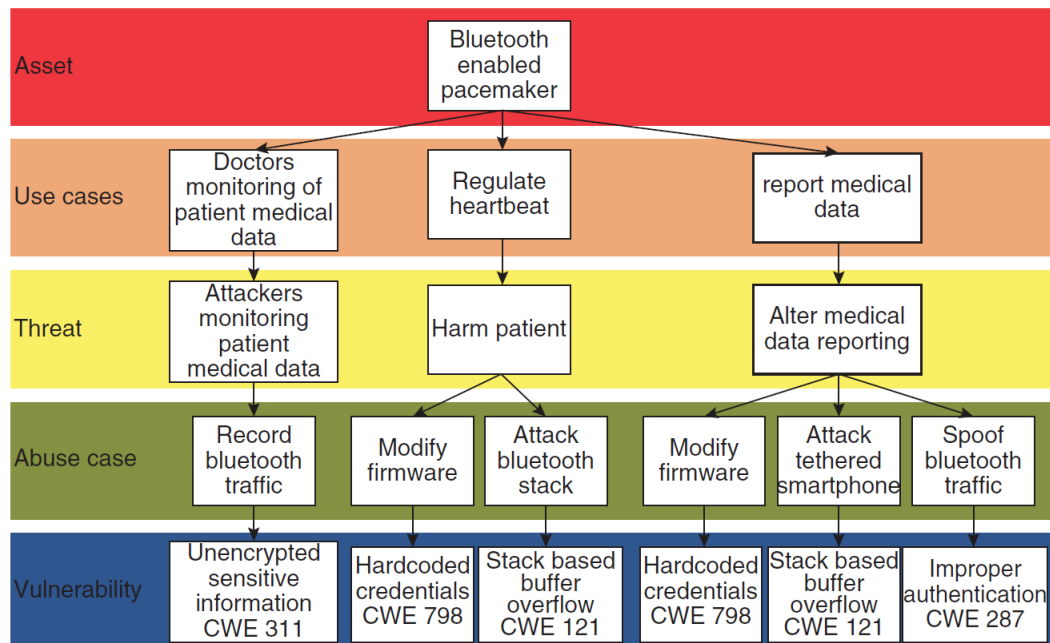 Asset
Bluetooth
enabled
pacemaker
Use cases
Doctors
monitoring of
patient medical
data
Regulate
heartbeat
report medical
data
Threat
Attackers
monitoring
patient
medical data
Harm patient
Alter medical
data reporting
Abuse case
Record
bluetooth
traffic
Modify
firmware
Attack
bluetooth
stack
Modify
firmware
Attack
tethered
smartphone
Spoof
bluetooth
traffic
Vulnerability
Unencrypted
sensitive
information
CWE 311
Hardcoded
credentials
CWE 798
Stack based
buffer
overflow
CWE 121
Hardcoded
credentials
CWE 798
Stack based
buffer
overflow
CWE 121
Improper
authentication
CWE 287